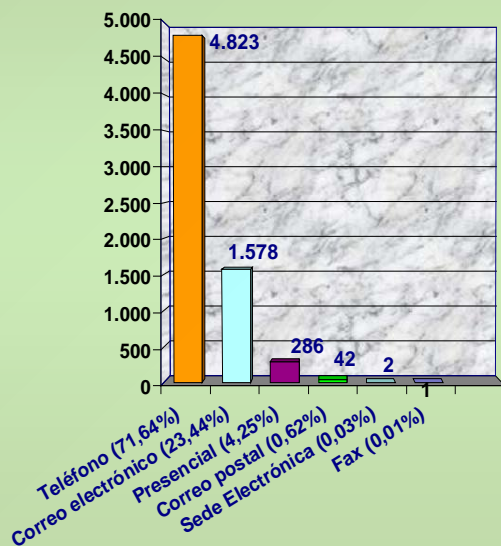 5.000
4.500
4.000
3.500
3.000
2.500
2.000
1.500
1.000
500
0
4.823
1.578
286
42
2
1
Teléfono (71,64%)
Correo electrónico (23,44%)
Presencial (4,25%)
Correo postal (0,62%)
Sede Electrónica (0,03%)
Fax (0,01%)